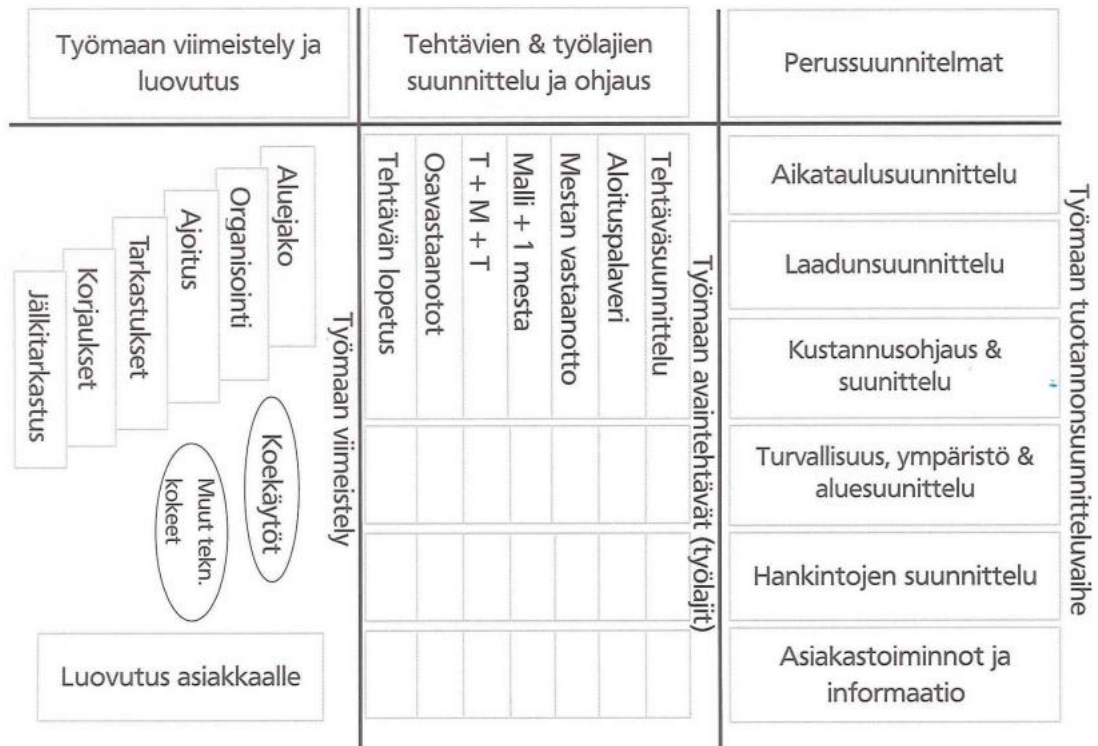 Työmaan viimeistely ja
luovutus
Tehtävien & työlajien
suunnittelu ja ohjaus
Perussuunnitelmat
Aluejako
Organisointi
Ajoitus
Tarkastukset
Korjaukset
Jälkitarkastus
Koekäytöt
Muut tekn.
kokeet
Työmaan viimeistely
Luovutus asiakkaalle
Tehtävän lopetus
Osavastaanotot
T + M + T
Malli + 1 mesta
Mestan vastaanotto
Aloituspalaveri
Tehtäväsuunnittelu
Työmaan avaintehtävät (työlajit)
Aikataulusuunnittelu
Laadunsuunnittelu
Kustannusohjaus &
suunittelu
Turvallisuus, ympäristö &
aluesuunittelu
Hankintojen suunnittelu
Asiakastoiminnot ja
informaatio
Työmaan tuotannonsuunnitteluvaihe